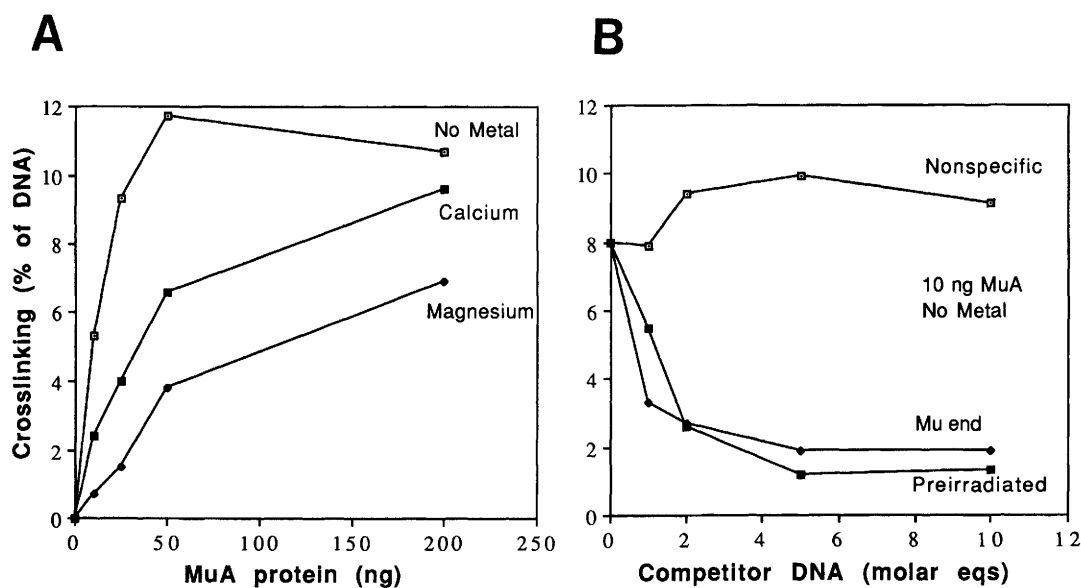 A
B
Crosslinking (% of DNA)
12
10
8
6
4
2
0
No Metal
Calcium
Magnesium
0
50
100
150
200
250
MuA protein (ng)
12
10
8
6
4
2
0
Nonspecific
10 ng MuA
No Metal
Mu end
Preirradiated
0
2
4
6
8
10
12
Competitor DNA (molar eqs)